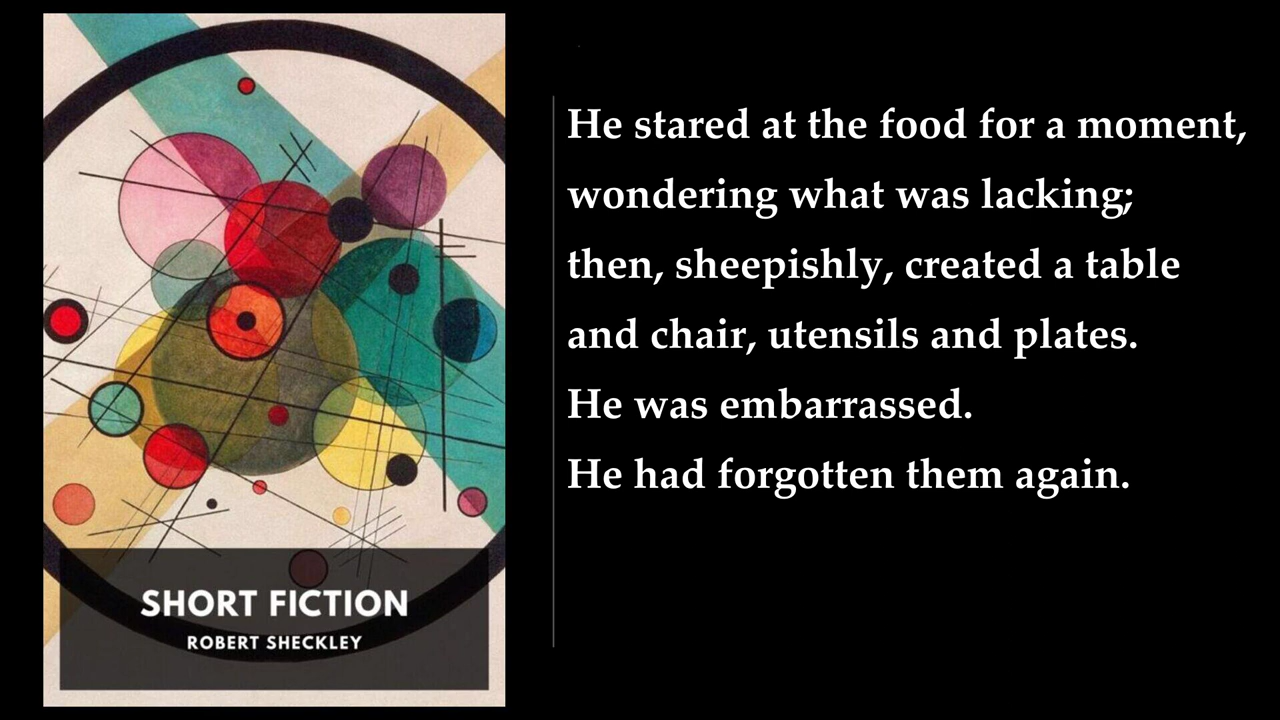 SHORT FICTION
ROBERT SHECKLEY
He stared at the food for a moment,
wondering what was lacking;
then, sheepishly, created a table
and chair, utensils and plates.
He was embarrassed.
He had forgotten them again.